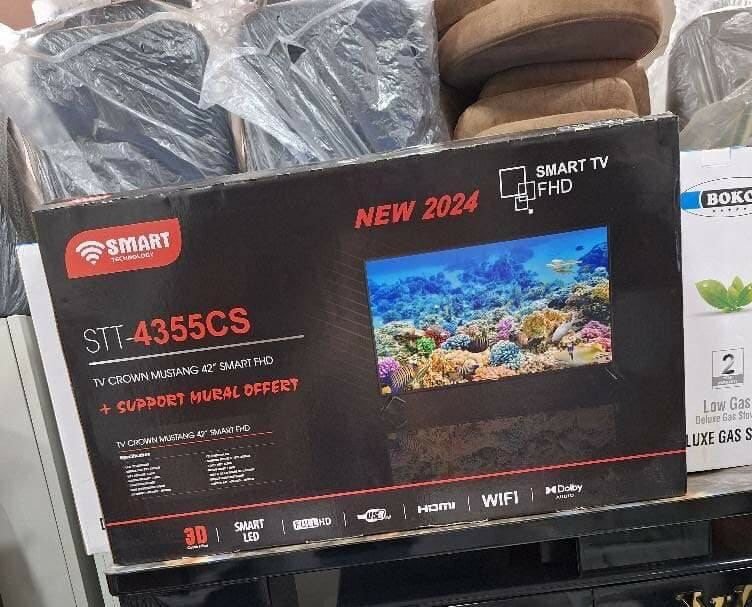 SMART TV
FHD
NEW 2024
SMART
TECHNOLOGY
STT-4355CS
TV CROWN MUSTANG 42" SMART FHD
+ SUPPORT MURAL OFFERT
TV CROWN MUSTANG 42" SMART FHD
3D
SMART
LED
FULL HD
USB
HDMI
WIFI
Dolby
AUDIO
BOKO
2
Low Gas
Deluxe Gas Stov
LUXE GAS S